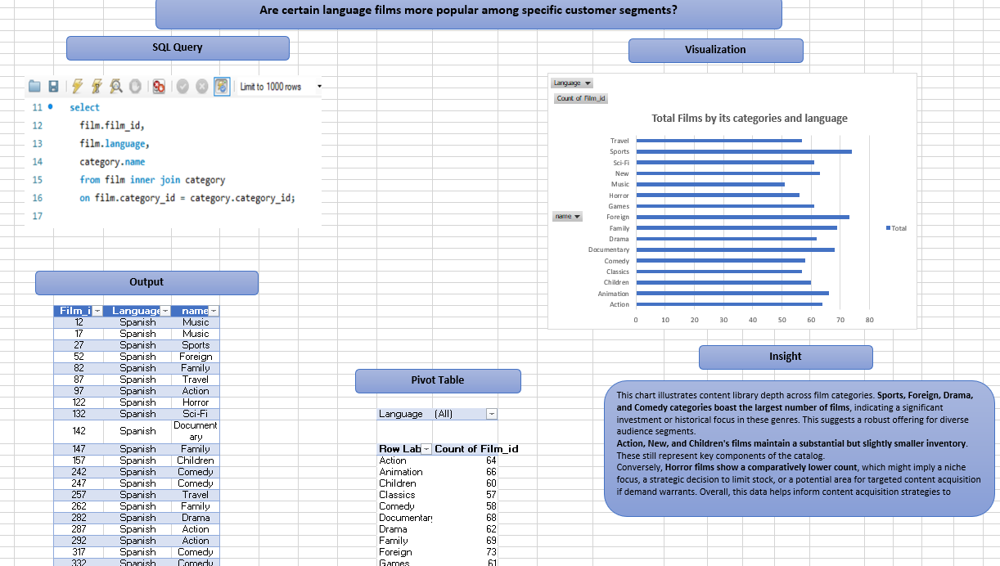 Are certain language films more popular among specific customer segments?
SQL Query
Limit to 1000 rows
11 select
12 film.film_id,
13 film.language,
14 category.name
15 from film inner join category
16 on film.category_id = category.category_id;
17
Output
Film_i Language name
12 Spanish Music
17 Spanish Music
27 Spanish Sports
52 Spanish Foreign
82 Spanish Family
87 Spanish Travel
97 Spanish Action
122 Spanish Horror
132 Spanish Sci-Fi
142 Spanish Document
ary
147 Spanish Family
157 Spanish Children
242 Spanish Comedy
247 Spanish Comedy
257 Spanish Travel
262 Spanish Family
282 Spanish Drama
287 Spanish Action
292 Spanish Action
317 Spanish Comedy
332 Spanish Comedy
Pivot Table
Language (All)
Row Lab Count of Film_id
Action 64
Animation 66
Children 60
Classics 57
Comedy 58
Documentar
68
Drama 62
Family 69
Foreign 73
Games 61
Visualization
Language
Count of Film_id
Total Films by its categories and language
name
Travel
Sports
Sci-Fi
New
Music
Horror
Games
Foreign
Family
Drama
Documentary
Comedy
Classics
Children
Animation
Action
0 10 20 30 40 50 60 70 80
Total
Insight
This chart illustrates content library depth across film categories. Sports, Foreign, Drama,
and Comedy categories boast the largest number of films, indicating a significant
investment or historical focus in these genres. This suggests a robust offering for diverse
audience segments.
Action, New, and Children's films maintain a substantial but slightly smaller inventory.
These still represent key components of the catalog.
Conversely, Horror films show a comparatively lower count, which might imply a niche
focus, a strategic decision to limit stock, or a potential area for targeted content acquisition
if demand warrants. Overall, this data helps inform content acquisition strategies to